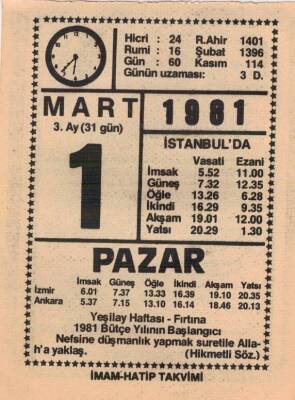 Hicri : 24 R.Ahir 1401
Rumi : 16 Şubat 1396
Gün : 60 Kasım 114
Günün uzaması: 3 D.
MART 1981
3. Ay (31 gün)
1
İSTANBUL'DA
Vasati Ezani
İmsak 5.52 11.00
Güneş 7.32 12.35
Öğle 13.26 6.28
İkindi 16.29 9.35
Akşam 19.01 12.00
Yatsı 20.29 1.30
PAZAR
İmsak Güneş Öğle İkindi Akşam Yatsı
İzmir 6.01 7.37 13.33 16.39 19.10 20.35
Ankara 5.37 7.15 13.10 16.14 18.46 20.13
Yeşilay Haftası - Fırtına
1981 Bütçe Yılının Başlangıcı
Nefsine düşmanlık yapmak suretile Alla-
h'a yaklaş. (Hikmetli Söz.)
İMAM-HATİP TAKVİMİ